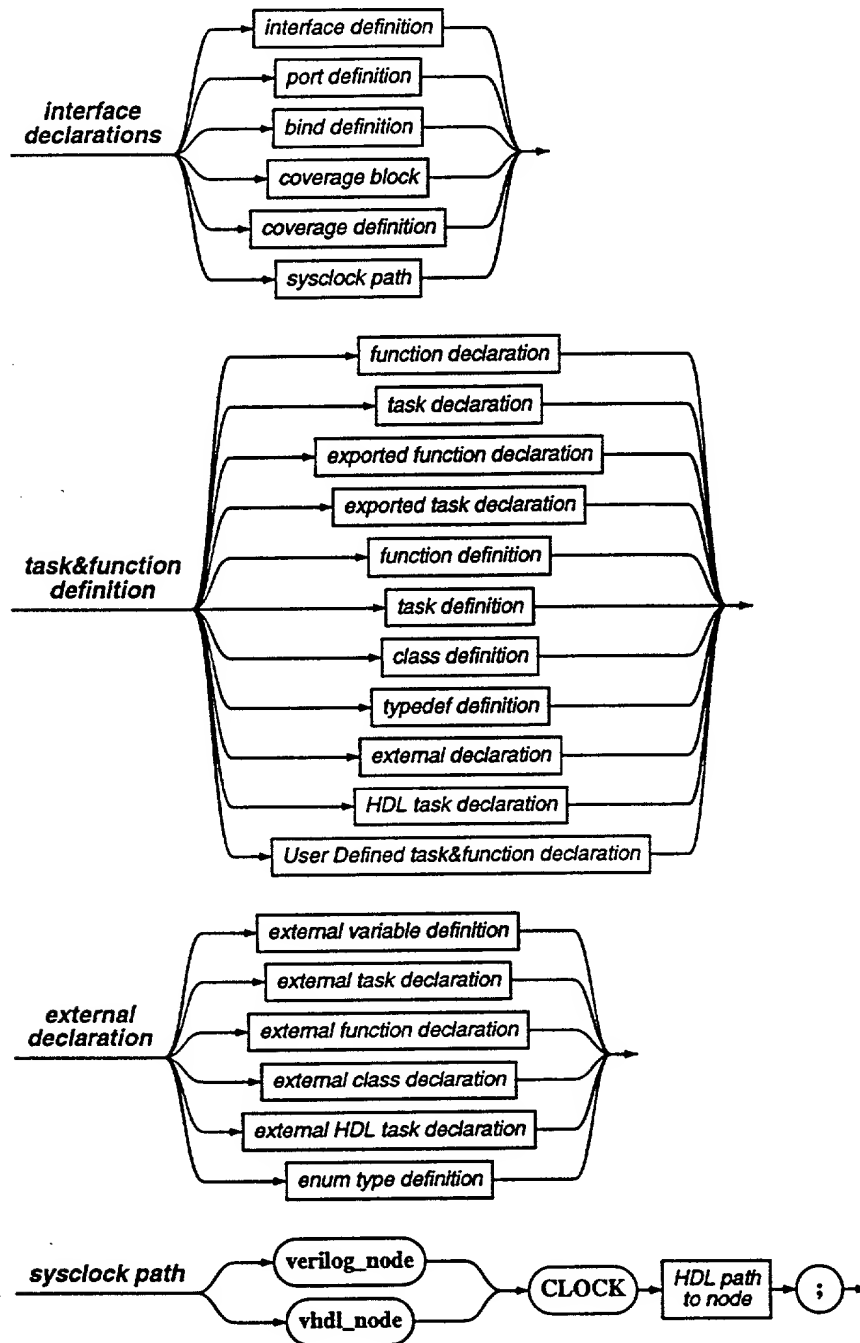 interface definition
port definition
interface
declarations
bind definition
coverage block
coverage definition
sysclock path
function declaration
task declaration
exported function declaration
exported task declaration
task&function
definition
function definition
task definition
class definition
typedef definition
external declaration
HDL task declaration
User Defined task&function declaration
external variable definition
external task declaration
external
declaration
external function declaration
external class declaration
external HDL task declaration
enum type definition
sysclock path
verilog_node
vhdl_node
CLOCK
HDL path
to node
;